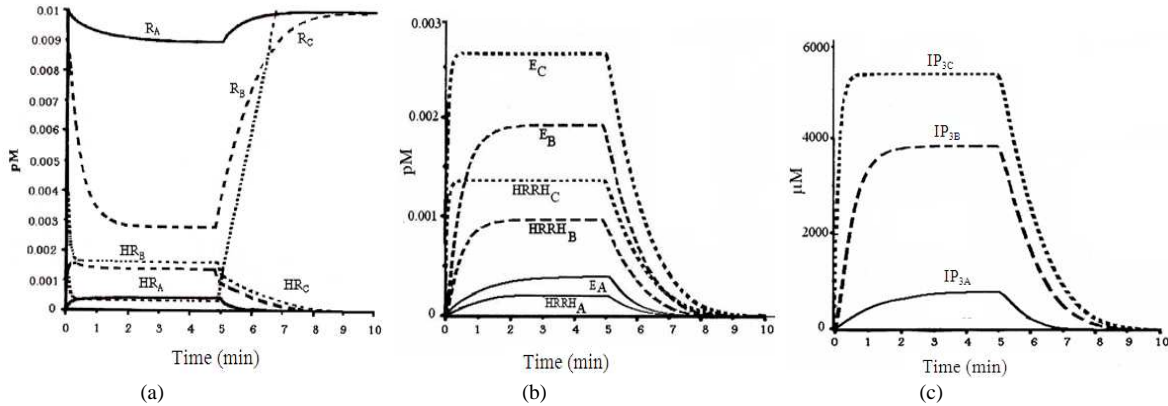 0.01
0.009
0.008
0.007
0.006
0.005
0.004
0.003
0.002
0.001
0
pM
R_A
R_C
R_B
HR_B
HR_A
HR_C
0 1 2 3 4 5 6 7 8 9 10
Time (min)
(a)
0.003
0.002
0.001
0
pM
E_C
E_B
HRRH_C
HRRH_B
E_A
HRRH_A
0 1 2 3 4 5 6 7 8 9 10
Time (min)
(b)
6000
4000
2000
0
μM
IP_3C
IP_3B
IP_3A
0 1 2 3 4 5 6 7 8 9 10
Time (min)
(c)